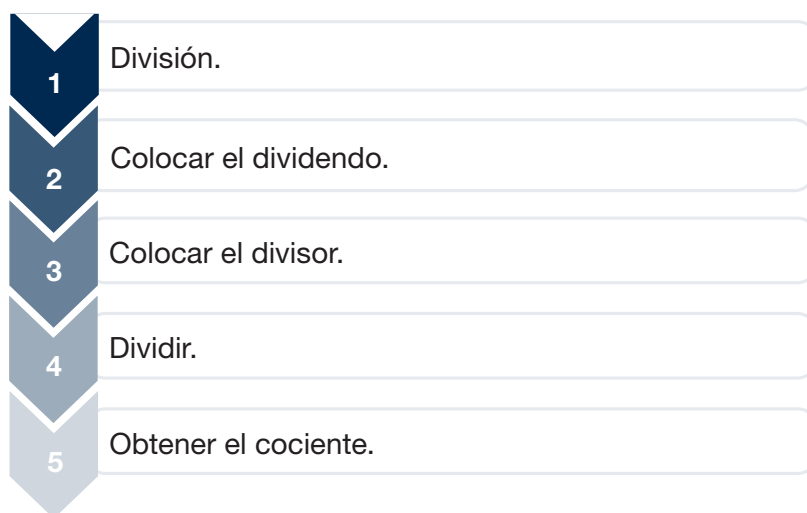 1
División.
2
Colocar el dividendo.
3
Colocar el divisor.
4
Dividir.
5
Obtener el cociente.